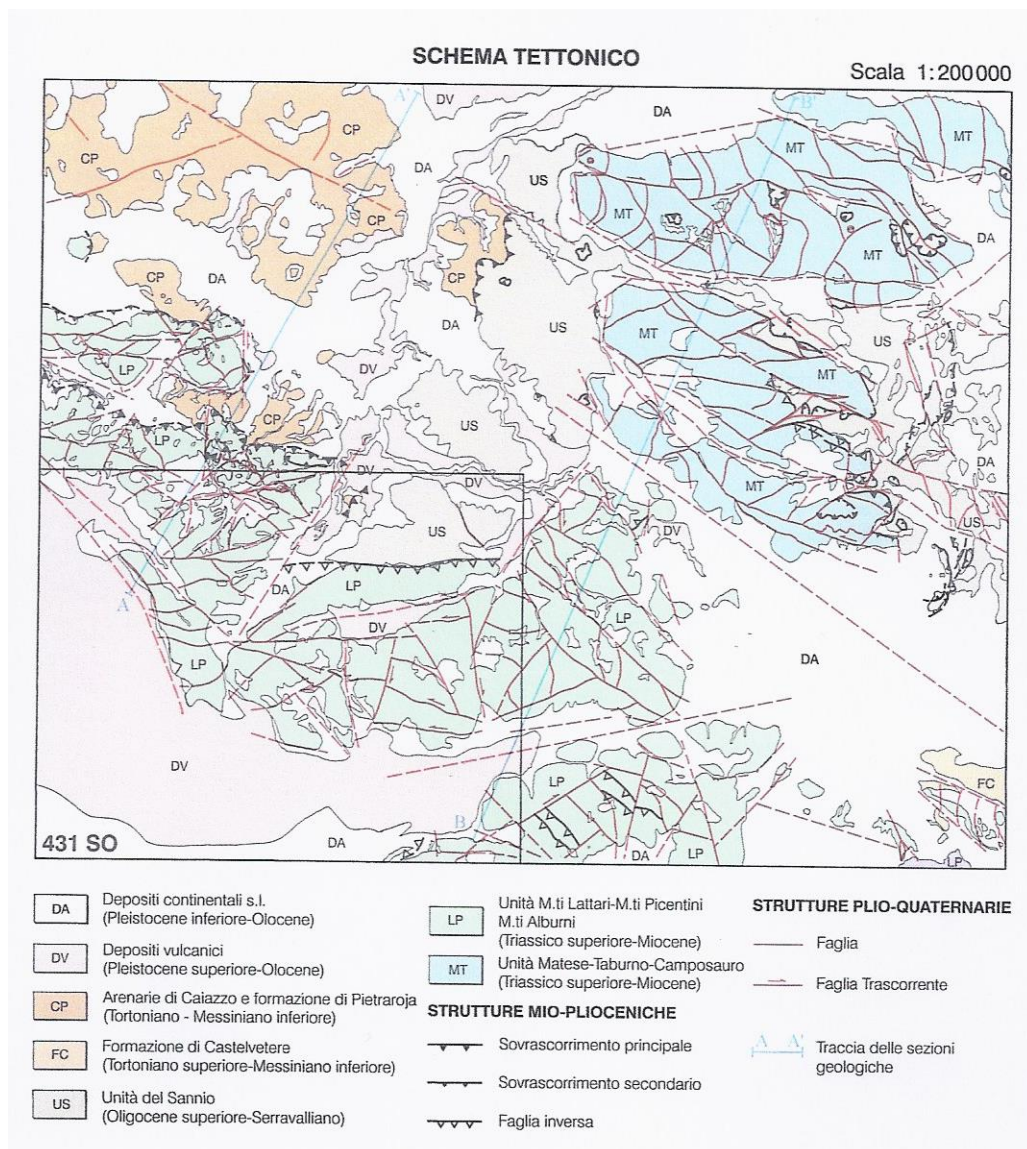 SCHEMA TETTONICO
Scala 1:200000
A'
DV
DA
B'
CP
CP
DA
US
MT
MT
MT
CP
MT
DA
CP
DA
CP
DA
US
MT
US
LP
DV
MT
CP
US
LP
DV
DV
MT
DA
US
US
DV
DA
LP
A
DV
LP
LP
DA
DV
LP
FC
B
431 SO
DA
DA
LP
LP
DA
Depositi continentali s.l.
(Pleistocene inferiore-Olocene)
DV
Depositi vulcanici
(Pleistocene superiore-Olocene)
CP
Arenarie di Caiazzo e formazione di Pietraroja
(Tortoniano - Messiniano inferiore)
FC
Formazione di Castelvetere
(Tortoniano superiore-Messiniano inferiore)
US
Unità del Sannio
(Oligocene superiore-Serravalliano)
LP
Unità M.ti Lattari-M.ti Picentini
M.ti Alburni
(Triassico superiore-Miocene)
MT
Unità Matese-Taburno-Camposauro
(Triassico superiore-Miocene)
STRUTTURE MIO-PLIOCENICHE
Sovrascorrimento principale
Sovrascorrimento secondario
Faglia inversa
STRUTTURE PLIO-QUATERNARIE
Faglia
Faglia Trascorrente
A A'
Traccia delle sezioni
geologiche